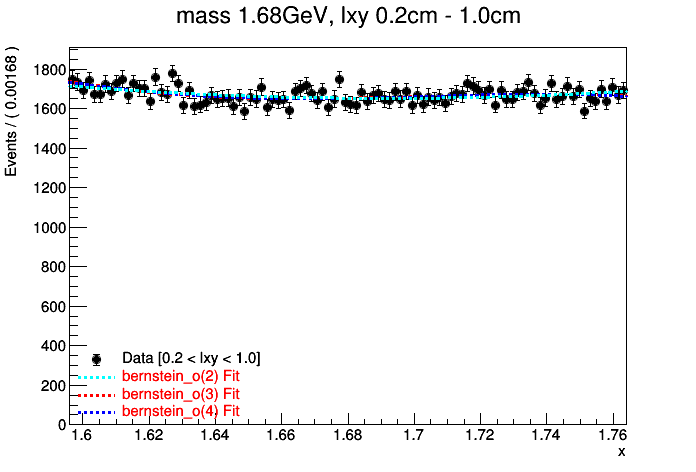 mass 1.68GeV, lxy 0.2cm - 1.0cm
Events / ( 0.00168 )
1800
1600
1400
1200
1000
800
600
400
200
0
Data [0.2 < lxy < 1.0]
bernstein_o(2) Fit
bernstein_o(3) Fit
bernstein_o(4) Fit
1.6 1.62 1.64 1.66 1.68 1.7 1.72 1.74 1.76
x